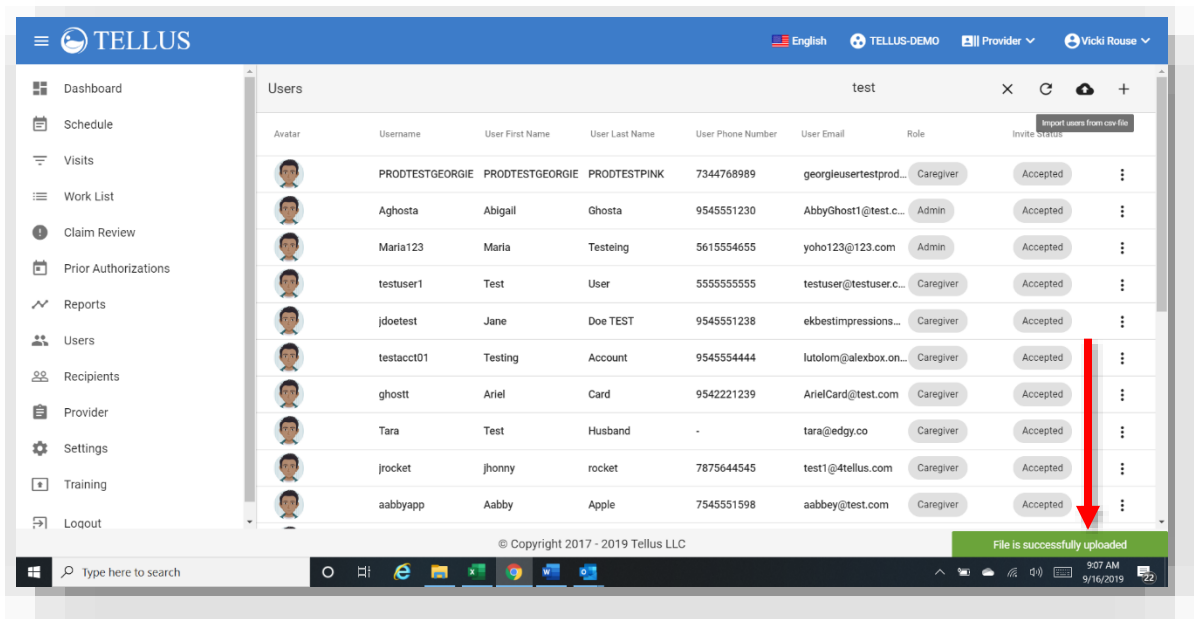 TELLUS English TELLUS-DEMO Provider Vicki Rouse
Dashboard
Schedule
Visits
Work List
Claim Review
Prior Authorizations
Reports
Users
Recipients
Provider
Settings
Training
Logout
Users test
Import users from csv file
Avatar Username User First Name User Last Name User Phone Number User Email Role Invite Status
PRODTESTGEORGIE PRODTESTGEORGIE PRODTESTPINK 7344768989 georgieusertestprod... Caregiver Accepted
Aghosta Abigail Ghosta 9545551230 AbbyGhost1@test.c... Admin Accepted
Maria123 Maria Testeing 5615554655 yoho123@123.com Admin Accepted
testuser1 Test User 5555555555 testuser@testuser.c... Caregiver Accepted
jdoetest Jane Doe TEST 9545551238 ekbestimpressions... Caregiver Accepted
testacct01 Testing Account 9545554444 lutolom@alexbox.on... Caregiver Accepted
ghostt Ariel Card 9542221239 ArielCard@test.com Caregiver Accepted
Tara Test Husband - tara@edgy.co Caregiver Accepted
jrocket jhonny rocket 7875644545 test1@4tellus.com Caregiver Accepted
aabbyapp Aabby Apple 7545551598 aabbey@test.com Caregiver Accepted
© Copyright 2017 - 2019 Tellus LLC
File is successfully uploaded
Type here to search
9:07 AM
9/16/2019
22